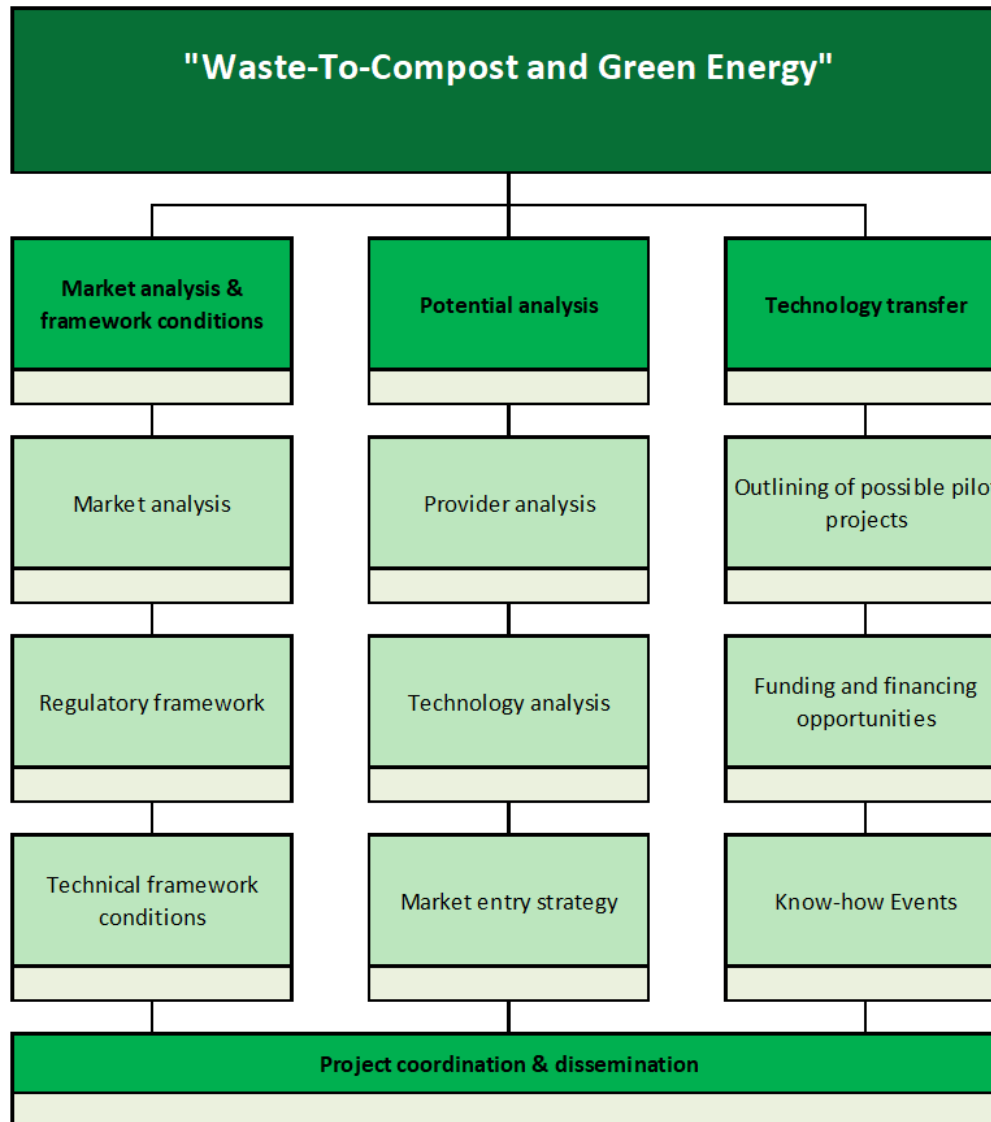 "Waste-To-Compost and Green Energy"
Market analysis &
framework conditions
Potential analysis
Technology transfer
Market analysis
Provider analysis
Outlining of possible pilot
projects
Regulatory framework
Technology analysis
Funding and financing
opportunities
Technical framework
conditions
Market entry strategy
Know-how Events
Project coordination & dissemination